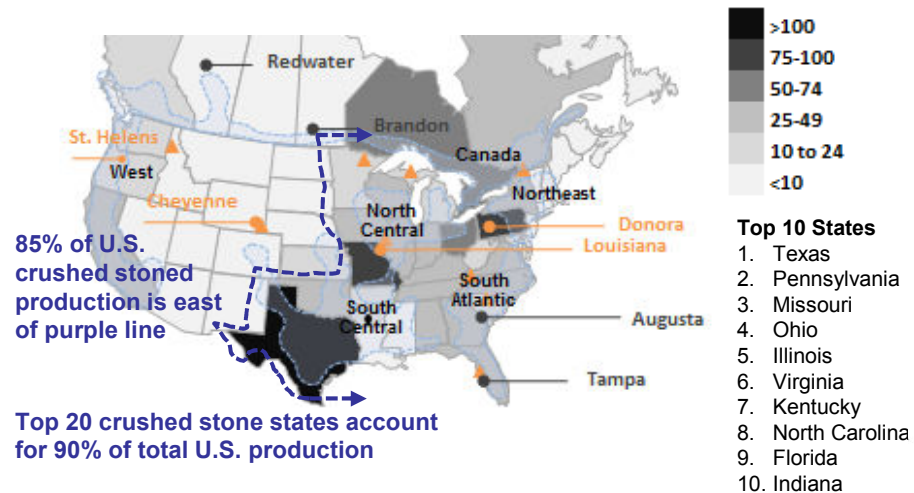 Redwater
Brandon
St. Helens
West
Canada
Northeast
Cheyenne
North
Central
Donora
Louisiana
85% of U.S.
crushed stoned
production is east
of purple line
South
Atlantic
South
Central
Augusta
Tampa
Top 20 crushed stone states account
for 90% of total U.S. production
>100
75-100
50-74
25-49
10 to 24
<10
Top 10 States
1. Texas
2. Pennsylvania
3. Missouri
4. Ohio
5. Illinois
6. Virginia
7. Kentucky
8. North Carolina
9. Florida
10. Indiana